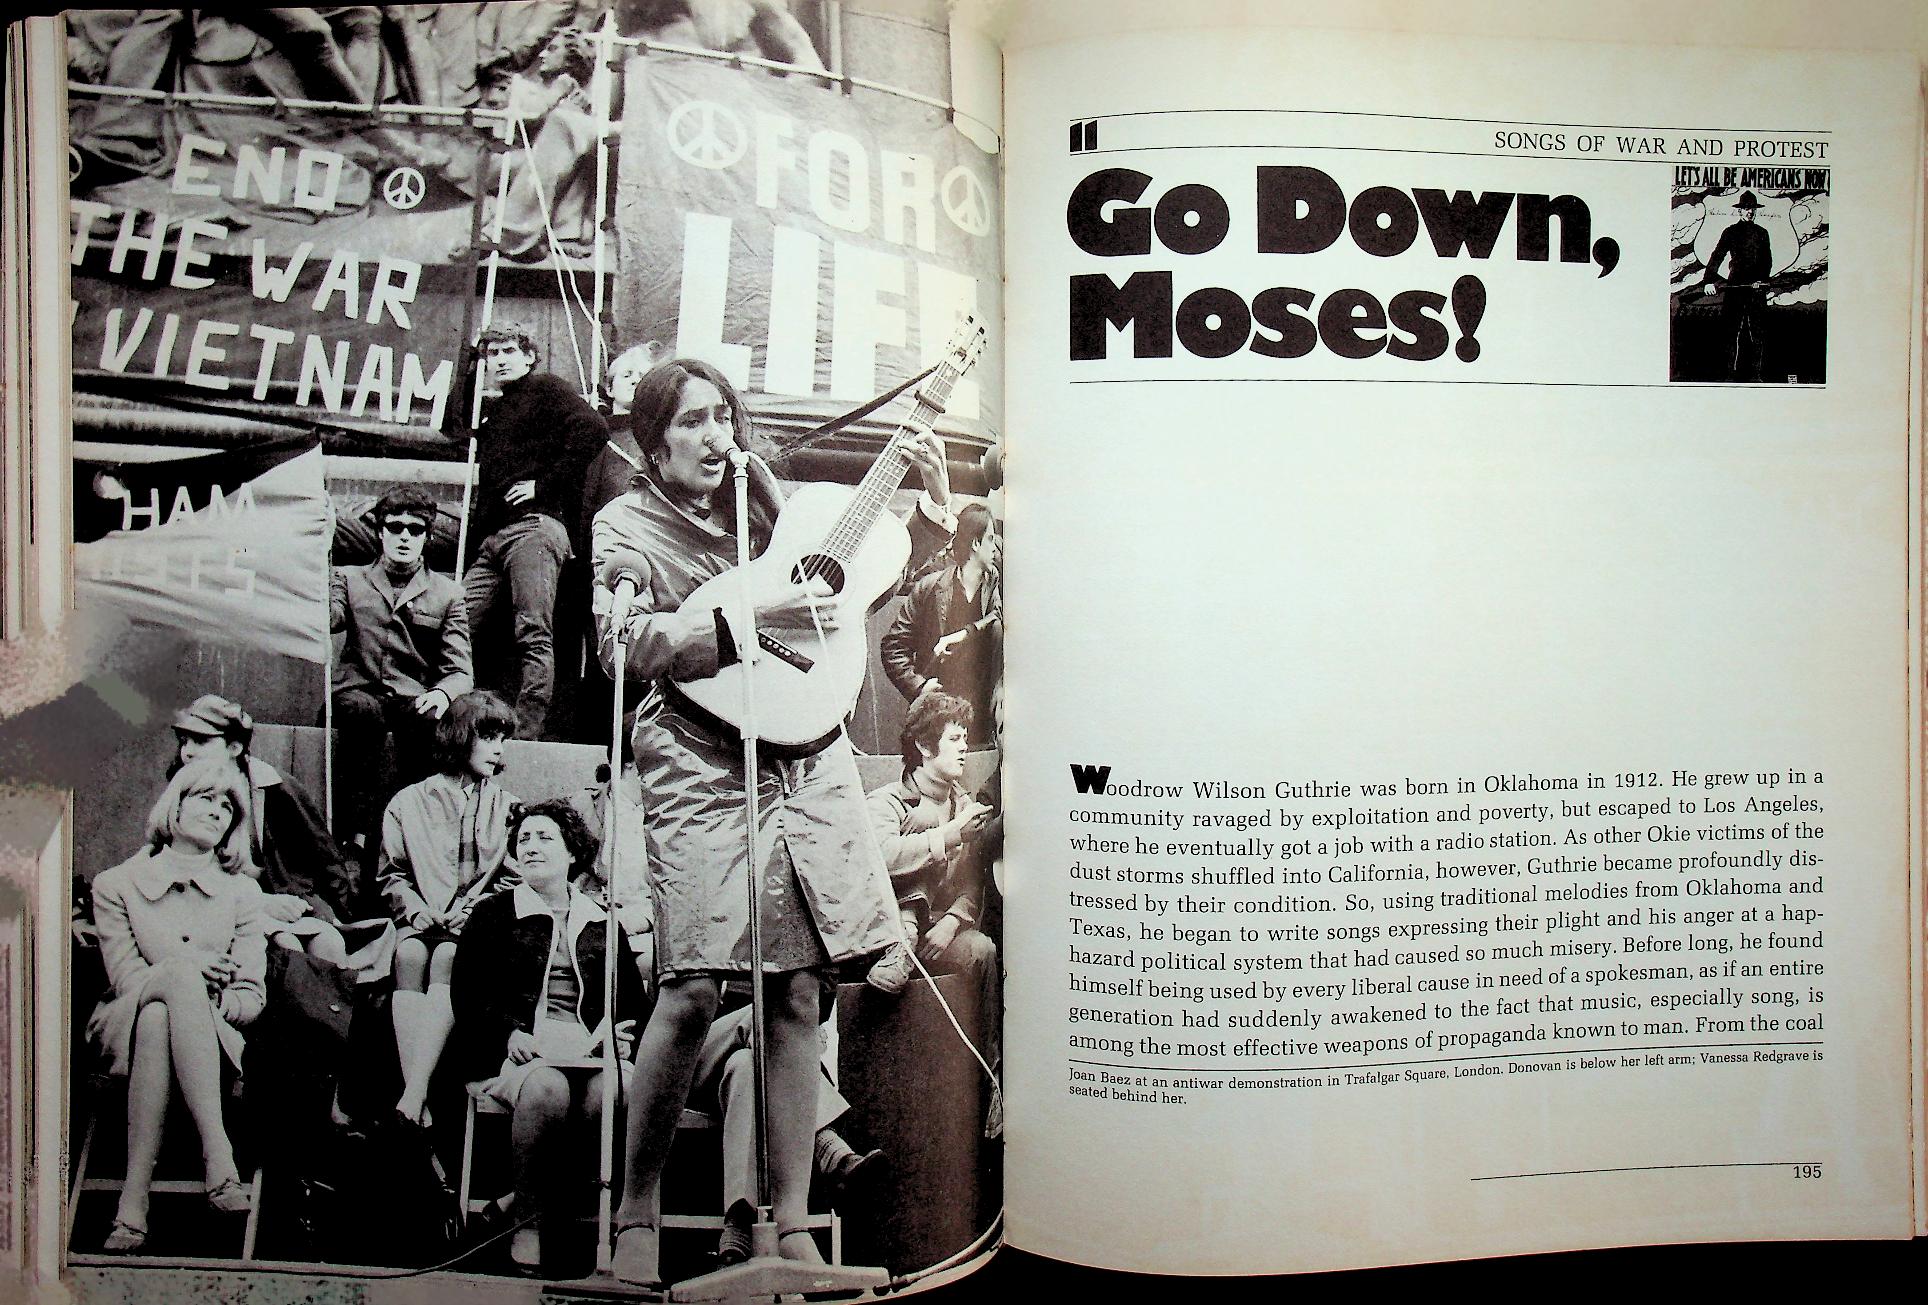 END
THE WAR
VIETNAM
FOR
LIFE
HAM
11
SONGS OF WAR AND PROTEST
Go Down,
Moses!
LET'S ALL BE AMERICANS NOW
Woodrow Wilson Guthrie was born in Oklahoma in 1912. He grew up in a
community ravaged by exploitation and poverty, but escaped to Los Angeles,
where he eventually got a job with a radio station. As other Okie victims of the
dust storms shuffled into California, however, Guthrie became profoundly dis-
tressed by their condition. So, using traditional melodies from Oklahoma and
Texas, he began to write songs expressing their plight and his anger at a hap-
hazard political system that had caused so much misery. Before long, he found
himself being used by every liberal cause in need of a spokesman, as if an entire
generation had suddenly awakened to the fact that music, especially song, is
among the most effective weapons of propaganda known to man. From the coal
Joan Baez at an antiwar demonstration in Trafalgar Square, London. Donovan is below her left arm; Vanessa Redgrave is
seated behind her.
195